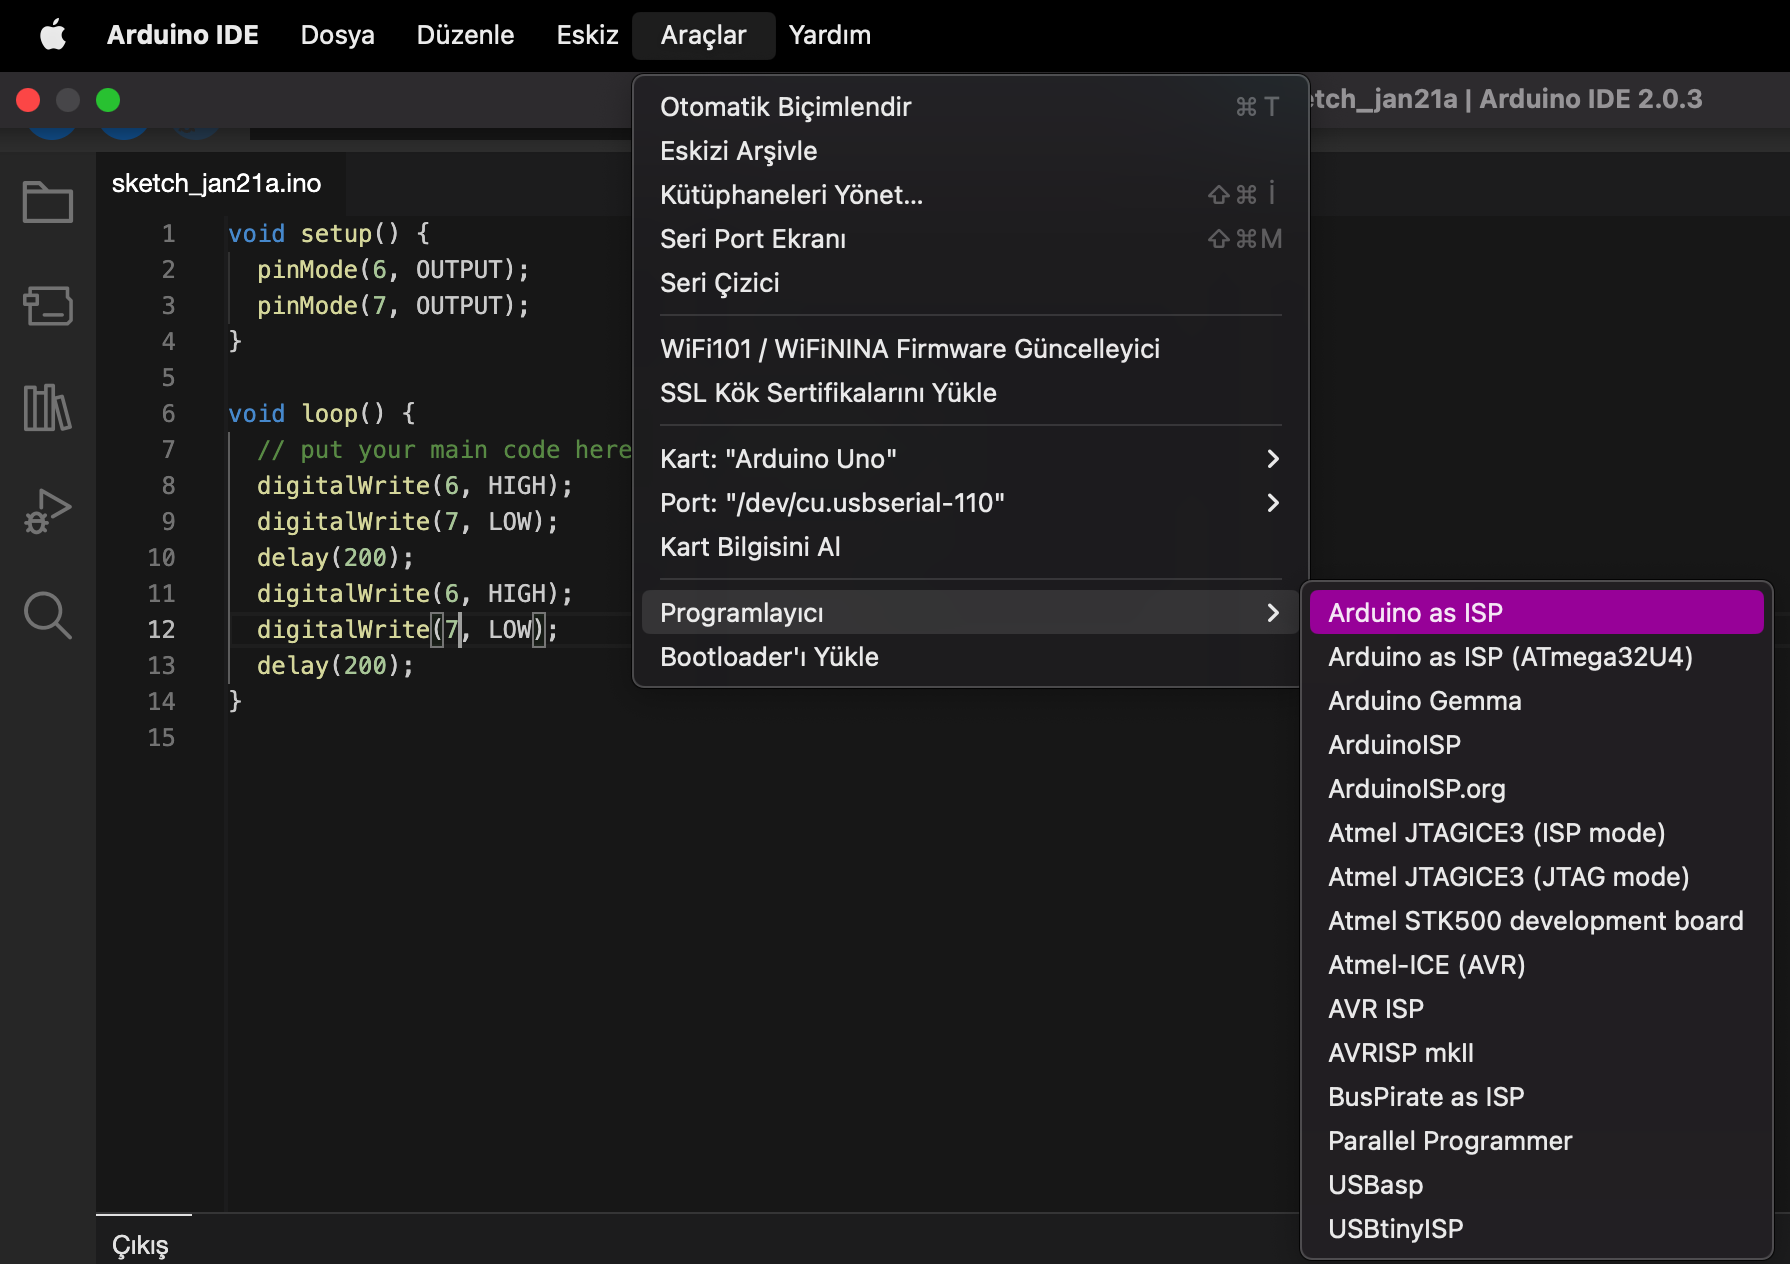 Arduino IDE Dosya Düzenle Eskiz Araçlar Yardım
etch_jan21a | Arduino IDE 2.0.3
Otomatik Biçimlendir ⌘ T
Eskizi Arşivle
Kütüphaneleri Yönet... ⇧ ⌘ İ
Seri Port Ekranı ⇧ ⌘ M
Seri Çizici
WiFi101 / WiFiNINA Firmware Güncelleyici
SSL Kök Sertifikalarını Yükle
Kart: "Arduino Uno"
Port: "/dev/cu.usbserial-110"
Kart Bilgisini Al
Programlayıcı
Bootloader'ı Yükle
Arduino as ISP
Arduino as ISP (ATmega32U4)
Arduino Gemma
ArduinoISP
ArduinoISP.org
Atmel JTAGICE3 (ISP mode)
Atmel JTAGICE3 (JTAG mode)
Atmel STK500 development board
Atmel-ICE (AVR)
AVR ISP
AVRISP mkII
BusPirate as ISP
Parallel Programmer
USBasp
USBtinyISP
sketch_jan21a.ino
1 void setup() {
2 pinMode(6, OUTPUT);
3 pinMode(7, OUTPUT);
4 }
5
6 void loop() {
7 // put your main code here
8 digitalWrite(6, HIGH);
9 digitalWrite(7, LOW);
10 delay(200);
11 digitalWrite(6, HIGH);
12 digitalWrite(7, LOW);
13 delay(200);
14 }
15
Çıkış